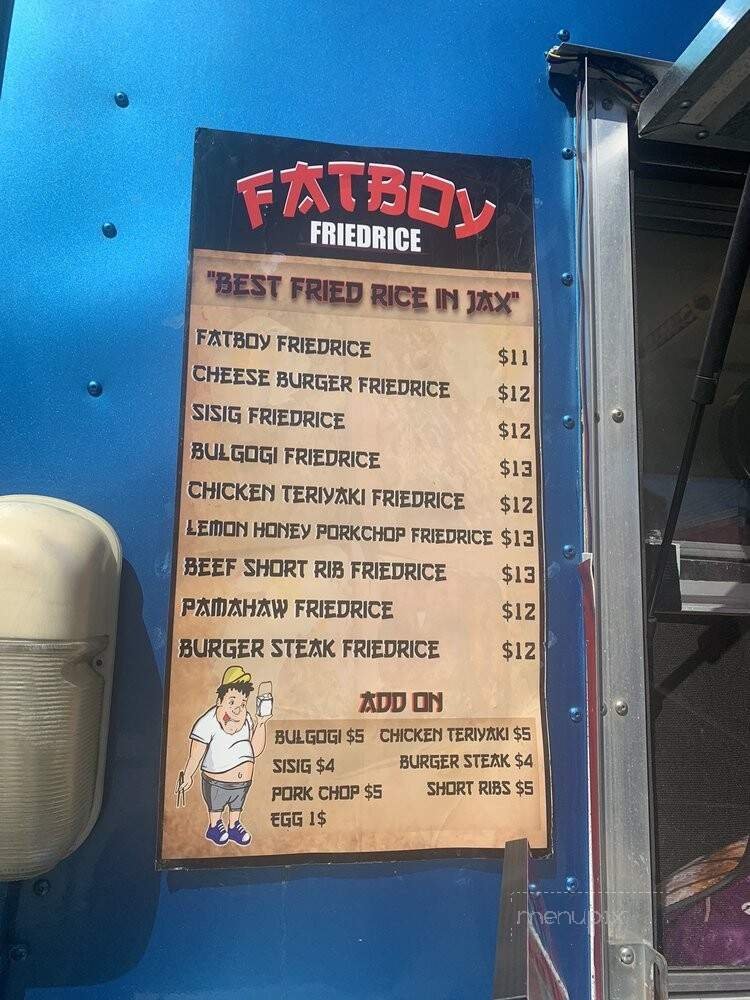 FATBOY
FRIEDRICE
"BEST FRIED RICE IN JAX"
FATBOY FRIEDRICE $11
CHEESE BURGER FRIEDRICE $12
SISIG FRIEDRICE $12
BULGOGI FRIEDRICE $13
CHICKEN TERIYAKI FRIEDRICE $12
LEMON HONEY PORKCHOP FRIEDRICE $13
BEEF SHORT RIB FRIEDRICE $13
PAMAHAW FRIEDRICE $12
BURGER STEAK FRIEDRICE $12
ADD ON
BULGOGI $5 CHICKEN TERIYAKI $5
SISIG $4 BURGER STEAK $4
PORK CHOP $5 SHORT RIBS $5
EGG 1$
menupix